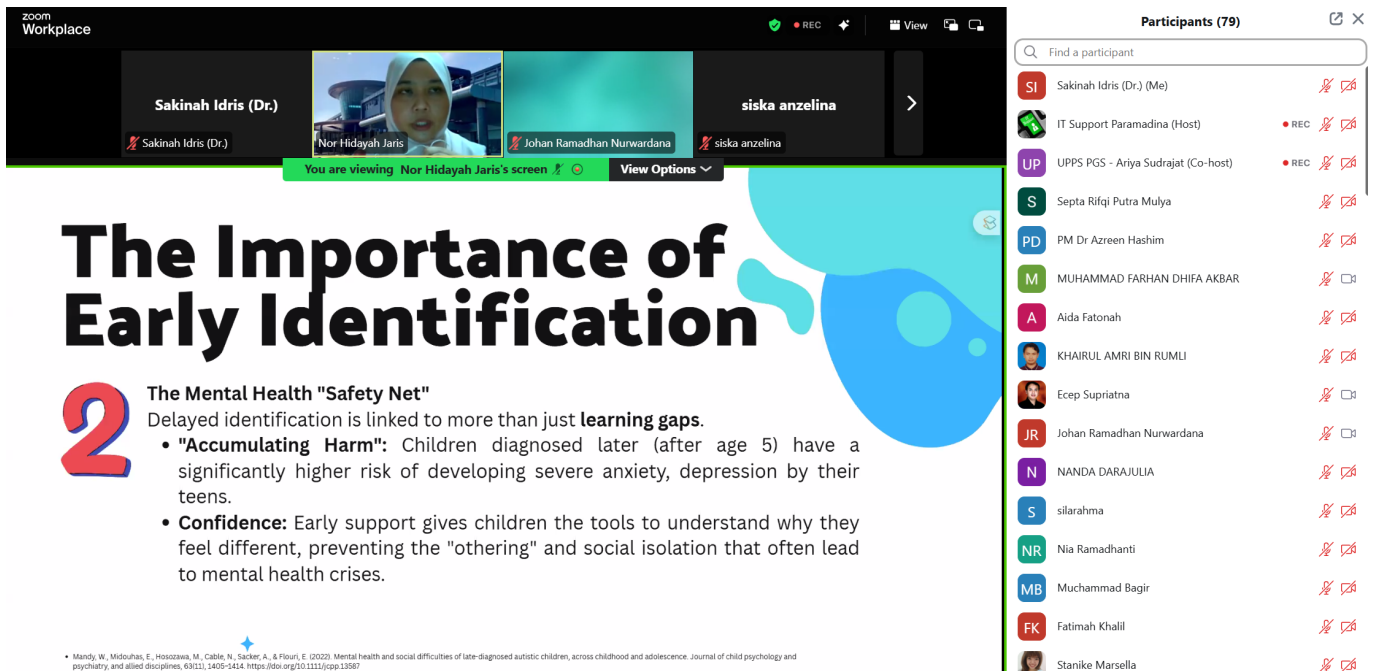 zoom
Workplace
REC
View
Sakinah Idris (Dr.)
Sakinah Idris (Dr.)
Nor Hidayah Jaris
Johan Ramadhan Nurwardana
siska anzelina
siska anzelina
You are viewing Nor Hidayah Jaris's screen
View Options
The Importance of
Early Identification
2
The Mental Health "Safety Net"
Delayed identification is linked to more than just learning gaps.
• "Accumulating Harm": Children diagnosed later (after age 5) have a
significantly higher risk of developing severe anxiety, depression by their
teens.
• Confidence: Early support gives children the tools to understand why they
feel different, preventing the "othering" and social isolation that often lead
to mental health crises.
• Mandy, W., Midouhas, E., Hosozawa, M., Cable, N., Sacker, A., & Flouri, E. (2022). Mental health and social difficulties of late-diagnosed autistic children, across childhood and adolescence. Journal of child psychology and
psychiatry, and allied disciplines, 63(11), 1405–1414. https://doi.org/10.1111/jcpp.13587
Participants (79)
Find a participant
SI Sakinah Idris (Dr.) (Me)
IT Support Paramadina (Host) REC
UP UPPS PGS - Ariya Sudrajat (Co-host) REC
S Septa Rifqi Putra Mulya
PD PM Dr Azreen Hashim
M MUHAMMAD FARHAN DHIFA AKBAR
A Aida Fatonah
KHAIRUL AMRI BIN RUMLI
Ecep Supriatna
JR Johan Ramadhan Nurwardana
N NANDA DARAJULIA
S silarahma
NR Nia Ramadhanti
MB Muchammad Bagir
FK Fatimah Khalil
Stanike Marsella